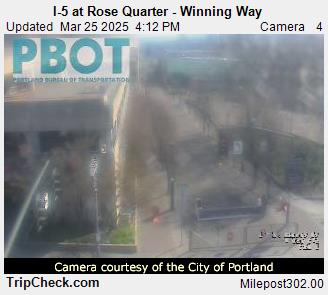 I-5 at Rose Quarter - Winning Way
Updated Mar 25 2025 4:12 PM Camera 4
PBOT
PORTLAND BUREAU OF TRANSPORTATION
Camera courtesy of the City of Portland
TripCheck.com Milepost302.00